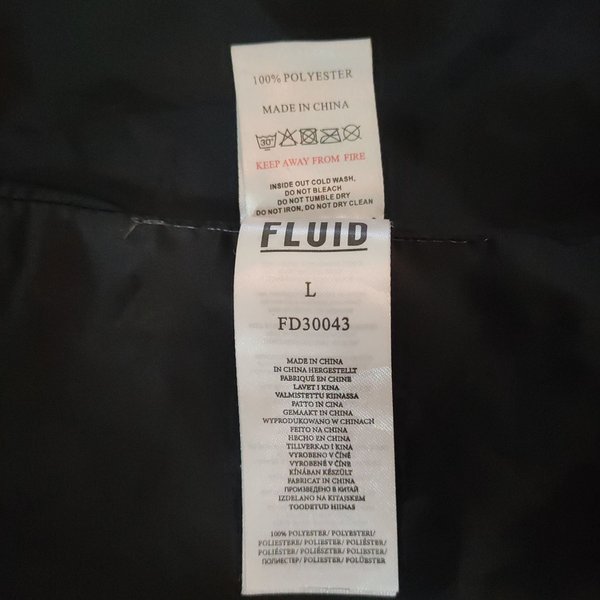 100% POLYESTER
MADE IN CHINA
30°
KEEP AWAY FROM FIRE
INSIDE OUT COLD WASH,
DO NOT BLEACH
DO NOT TUMBLE DRY
DO NOT IRON, DO NOT DRY CLEAN
FLUID
L
FD30043
MADE IN CHINA
IN CHINA HERGESTELLT
FABRIQUÉ EN CHINE
LAVET I KINA
VALMISTETTU KIINASSA
FATTO IN CINA
GEMAAKT IN CHINA
WYPRODUKOWANO W CHINACH
FEITO NA CHINA
HECHO EN CHINA
TILLVERKAD I KINA
VYROBENO V ČÍNĚ
VYROBENÉ V ČÍNE
KÍNÁBAN KÉSZÜLT
FABRICAT IN CHINA
ПРОИЗВЕДЕНО В КИТАЙ
IZDELANO NA KITAJSKEM
TOODETUD HIINAS
100% POLYESTER/ POLYESTERI/
POLIESTERE/ POLIESTER/ POLIÉSTER/
POLIÉSTER/ POLIÉSZTER/ POLIESTER/
ПОЛИЕСТЕР/ POLIESTER/ POLÜESTER